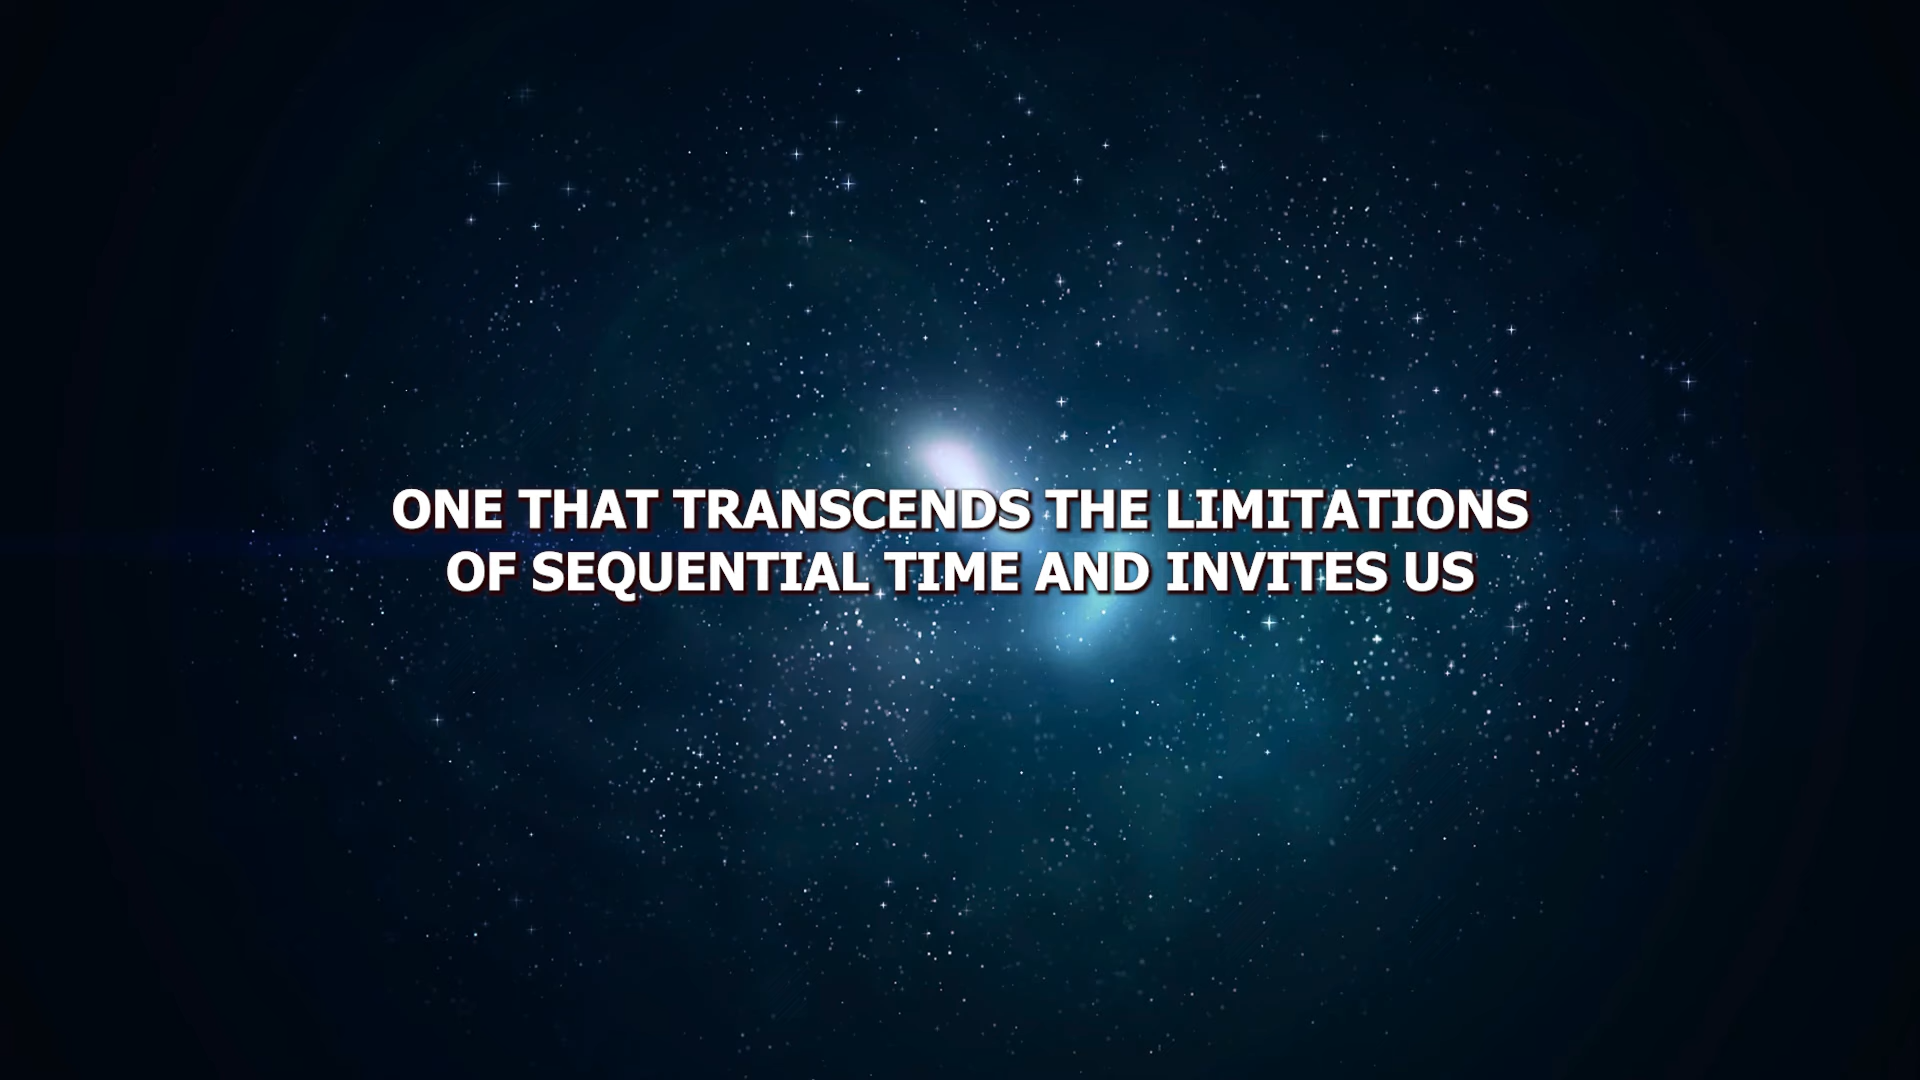 ONE THAT TRANSCENDS THE LIMITATIONS
OF SEQUENTIAL TIME AND INVITES US